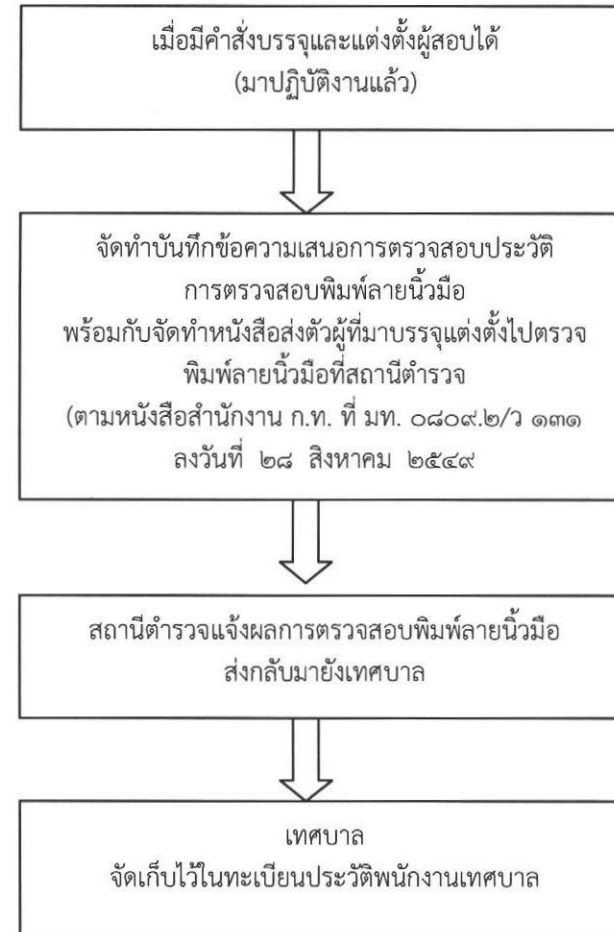 เมื่อมีคำสั่งบรรจุและแต่งตั้งผู้สอบได้
(มาปฏิบัติงานแล้ว)
จัดทำบันทึกข้อความเสนอการตรวจสอบประวัติ
การตรวจสอบพิมพ์ลายนิ้วมือ
พร้อมกับจัดทำหนังสือส่งตัวผู้ที่มาบรรจุแต่งตั้งไปตรวจ
พิมพ์ลายนิ้วมือที่สถานีตำรวจ
(ตามหนังสือสำนักงาน ก.ท. ที่ มท. ๐๘๐๙.๒/ว ๑๓๑
ลงวันที่ ๒๘ สิงหาคม ๒๕๔๙
สถานีตำรวจแจ้งผลการตรวจสอบพิมพ์ลายนิ้วมือ
ส่งกลับมายังเทศบาล
เทศบาล
จัดเก็บไว้ในทะเบียนประวัติพนักงานเทศบาล